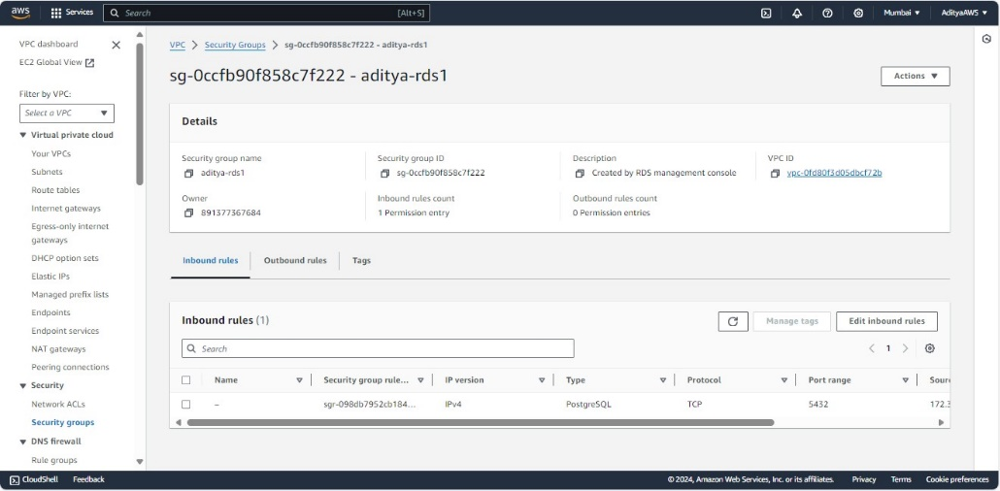 aws
Services
Search
[Alt+S]
Mumbai
AdityaAWS
VPC dashboard
EC2 Global View
Filter by VPC:
Select a VPC
Virtual private cloud
Your VPCs
Subnets
Route tables
Internet gateways
Egress-only internet
gateways
DHCP option sets
Elastic IPs
Managed prefix lists
Endpoints
Endpoint services
NAT gateways
Peering connections
Security
Network ACLs
Security groups
DNS firewall
Rule groups
VPC > Security Groups > sg-0ccfb90f858c7f222 - aditya-rds1
sg-0ccfb90f858c7f222 - aditya-rds1
Actions
Details
Security group name
aditya-rds1
Security group ID
sg-0ccfb90f858c7f222
Description
Created by RDS management console
VPC ID
vpc-0fd80f3d05dbcf72b
Owner
891377367684
Inbound rules count
1 Permission entry
Outbound rules count
0 Permission entries
Inbound rules
Outbound rules
Tags
Inbound rules (1)
Manage tags
Edit inbound rules
Search
1
Name
Security group rule...
IP version
Type
Protocol
Port range
Sour
–
sgr-098db7952cb184...
IPv4
PostgreSQL
TCP
5432
172.3
CloudShell
Feedback
© 2024, Amazon Web Services, Inc. or its affiliates.
Privacy
Terms
Cookie preferences